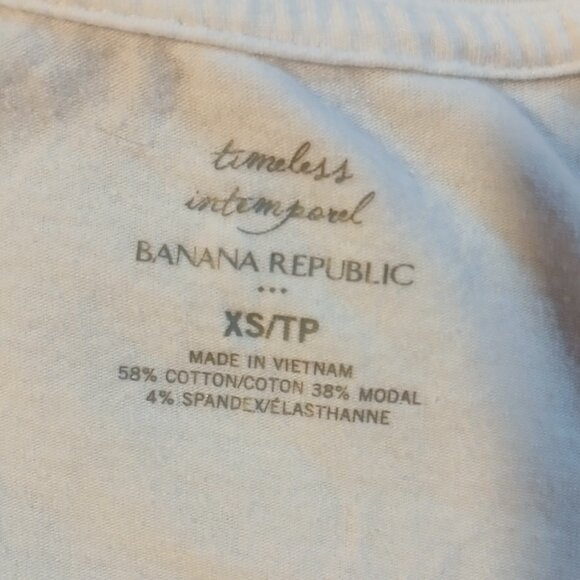 timeless
intemporel
BANANA REPUBLIC
...
XS/TP
MADE IN VIETNAM
58% COTTON/COTON 38% MODAL
4% SPANDEX/ÉLASTHANNE